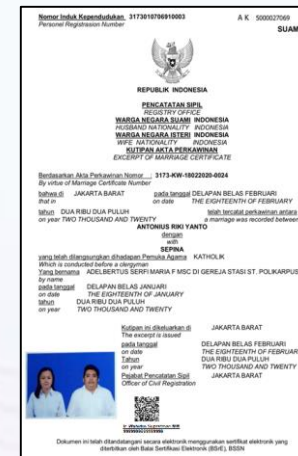 Nomor Induk Kependudukan 3173010706910003 A K 5000027069
Personel Registration Number
SUAMI
REPUBLIK INDONESIA
PENCATATAN SIPIL
REGISTRY OFFICE
WARGA NEGARA SUAMI INDONESIA
HUSBAND NATIONALITY INDONESIA
WARGA NEGARA ISTERI INDONESIA
WIFE NATIONALITY INDONESIA
KUTIPAN AKTA PERKAWINAN
EXCERPT OF MARRIAGE CERTIFICATE
Berdasarkan Akta Perkawinan Nomor : 3173-KW-18022020-0024
By virtue of Marriage Certificate Number
bahwa di JAKARTA BARAT pada tanggal DELAPAN BELAS FEBRUARI
that in on date THE EIGHTEENTH OF FEBRUARY
tahun DUA RIBU DUA PULUH telah tercatat perkawinan antara
on year TWO THOUSAND AND TWENTY a marriage was recorded between
ANTONIUS RIKI YANTO
dengan
with
SEPINA
yang telah dilangsungkan dihadapan Pemuka Agama KATHOLIK
Which is conducted before a clergyman
Yang bernama ADELBERTUS SERFI MARIA F MSC DI GEREJA STASI ST. POLIKARPUS
by name
pada tanggal DELAPAN BELAS JANUARI
on date THE EIGHTEENTH OF JANUARY
tahun DUA RIBU DUA PULUH
on year TWO THOUSAND AND TWENTY
Kutipan ini dikeluarkan di JAKARTA BARAT
The excerpt is issued
pada tanggal DELAPAN BELAS FEBRUARI
on date THE EIGHTEENTH OF FEBRUARI
Tahun DUA RIBU DUA PULUH
on year TWO THOUSAND AND TWENTY
Pejabat Pencatatan Sipil JAKARTA BARAT
Officer of Civil Registration
Dokumen ini telah ditandatangani secara elektronik menggunakan sertifikat elektronik yang
diterbitkan oleh Balai Sertifikasi Elektronik (BSrE), BSSN